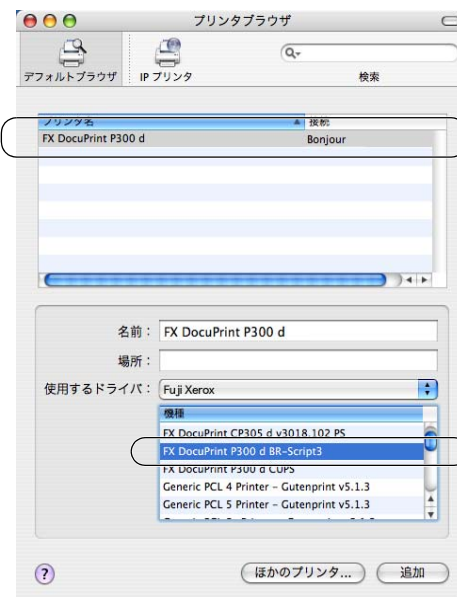 プリンタブラウザ
デフォルトブラウザ
IP プリンタ
検索
プリンタ名
接続
FX DocuPrint P300 d
Bonjour
名前：
FX DocuPrint P300 d
場所：
使用するドライバ：
Fuji Xerox
機種
FX DocuPrint CP305 d v3018.102 PS
FX DocuPrint P300 d BR-Script3
FX DocuPrint P300 d CUPS
Generic PCL 4 Printer – Gutenprint v5.1.3
Generic PCL 5 Printer – Gutenprint v5.1.3
?
ほかのプリンタ...
追加